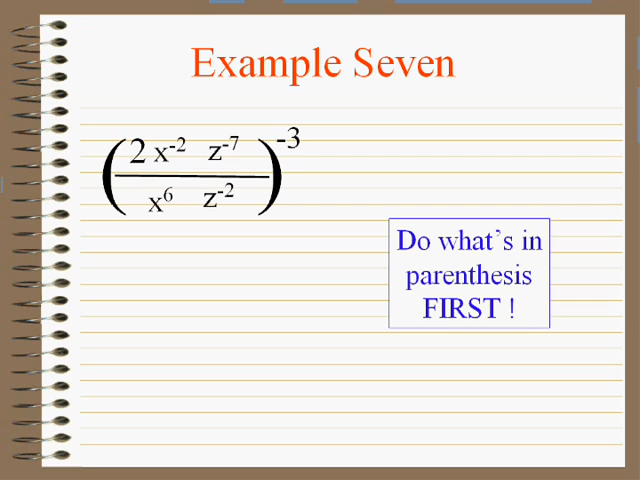 Example Seven
(2 x⁻² z⁻⁷ / x⁶ z⁻²)⁻³
Do what's in
parenthesis
FIRST !